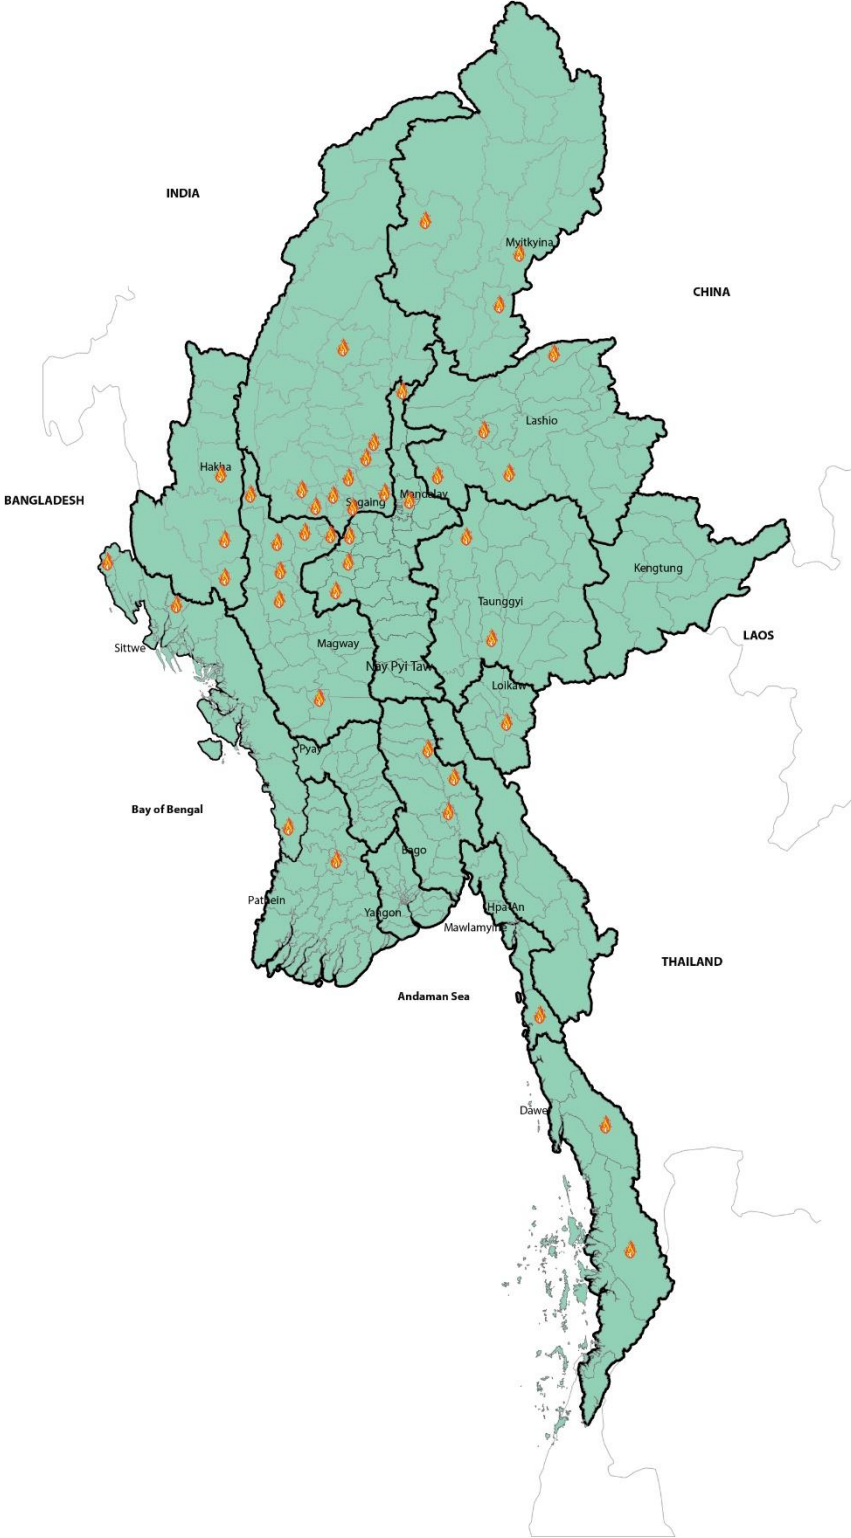 INDIA
Myitkyina
CHINA
Lashio
Hakha
BANGLADESH
Sagaing
Mandalay
Kengtung
Taunggyi
LAOS
Sittwe
Magway
Nay Pyi Taw
Loikaw
Pyay
Bay of Bengal
Bago
Pathein
Yangon
Hpa-An
Mawlamyine
THAILAND
Andaman Sea
Dawei